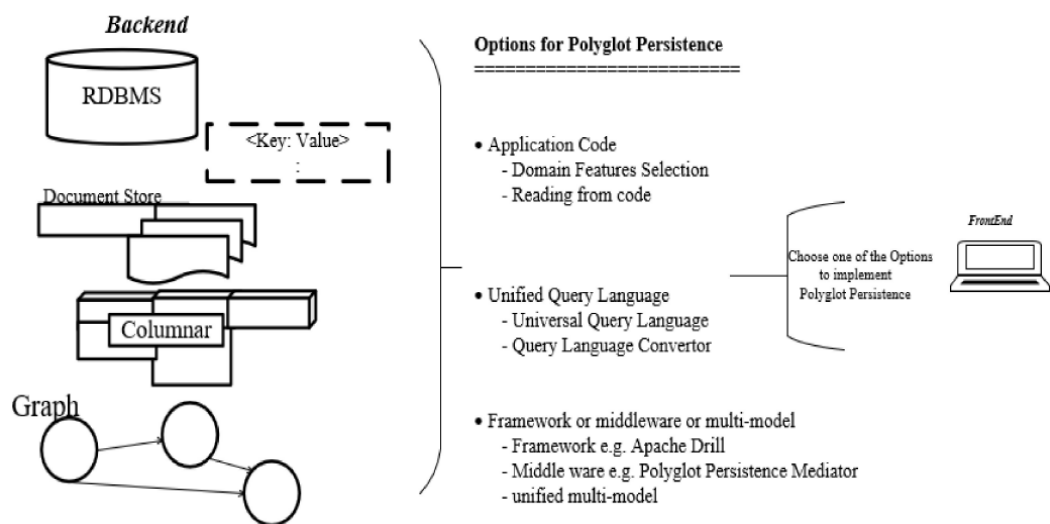 Backend
RDBMS
<Key: Value>
:
Document Store
Columnar
Graph
Options for Polyglot Persistence
==========================
• Application Code
- Domain Features Selection
- Reading from code
• Unified Query Language
- Universal Query Language
- Query Language Convertor
• Framework or middleware or multi-model
- Framework e.g. Apache Drill
- Middle ware e.g. Polyglot Persistence Mediator
- unified multi-model
Choose one of the Options
to implement
Polyglot Persistence
FrontEnd